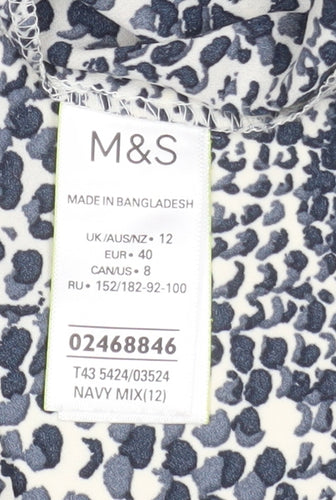 M&S
MADE IN BANGLADESH
UK/AUS/NZ • 12
EUR • 40
CAN/US • 8
RU • 152/182-92-100
02468846
T43 5424/03524
NAVY MIX(12)